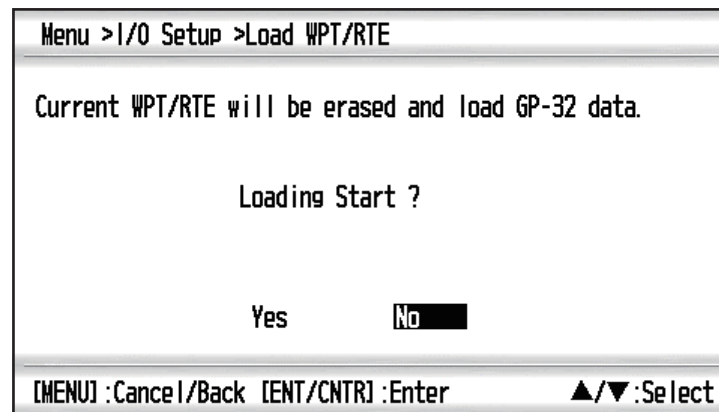 Menu >I/O Setup >Load WPT/RTE
Current WPT/RTE will be erased and load GP-32 data.
Loading Start ?
Yes No
[MENU] :Cancel/Back [ENT/CNTR] :Enter ▲/▼:Select